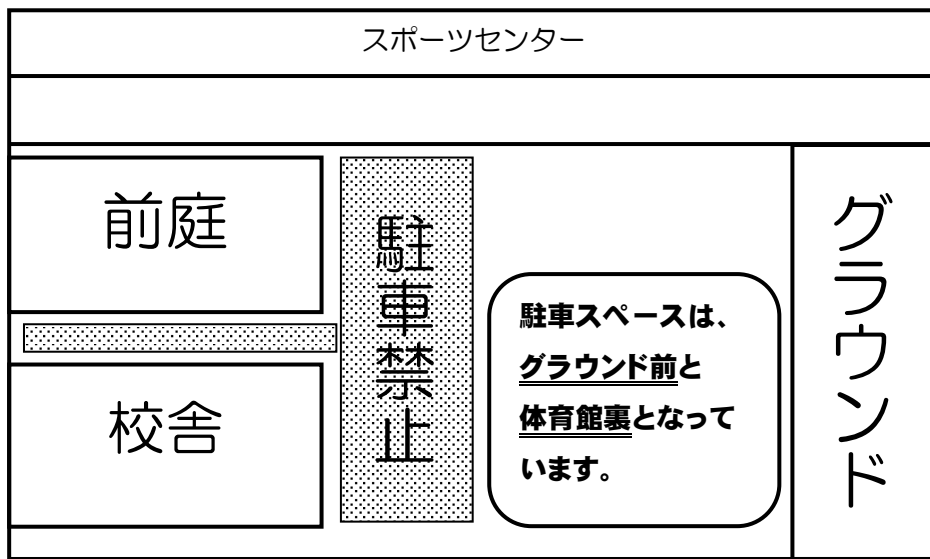 スポーツセンター
前庭
校舎
駐車禁止
駐車スペースは、
グラウンド前と
体育館裏となって
います。
グラウンド